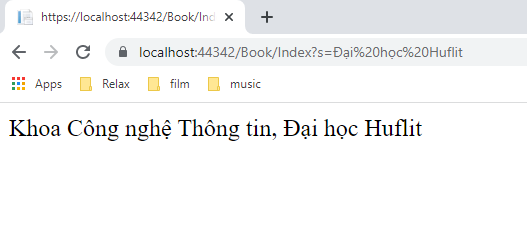 https://localhost:44342/Book/Ind
localhost:44342/Book/Index?s=Đại%20học%20Huflit
Apps Relax film music
Khoa Công nghệ Thông tin, Đại học Huflit